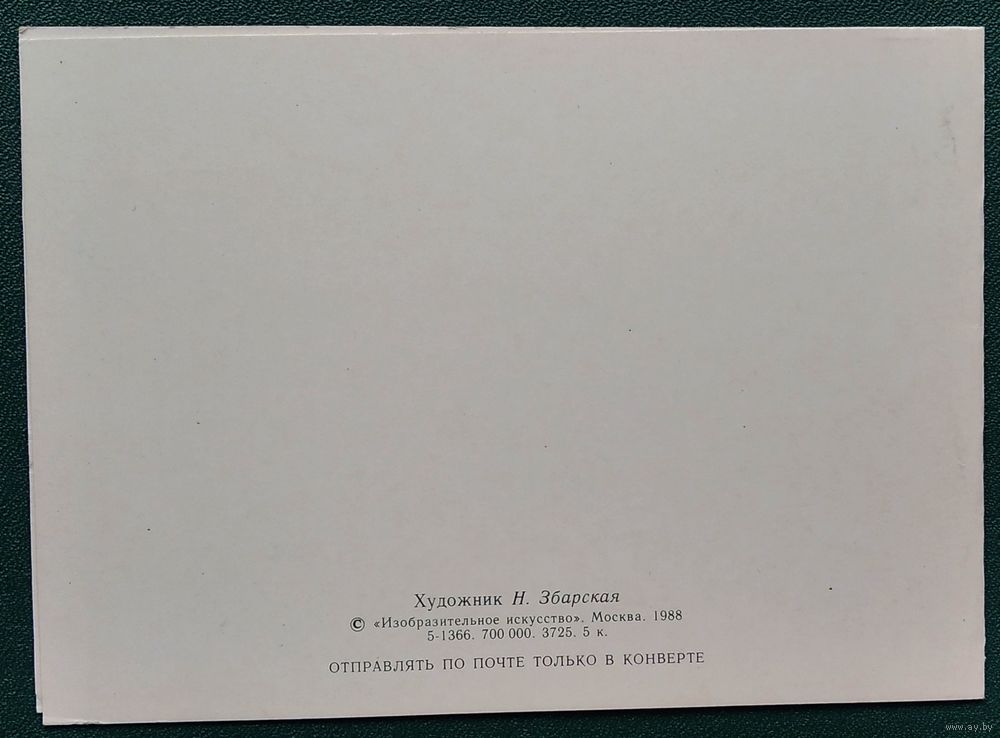 Художник Н. Збарская
© «Изобразительное искусство». Москва. 1988
5-1366. 700 000. 3725. 5 к.
ОТПРАВЛЯТЬ ПО ПОЧТЕ ТОЛЬКО В КОНВЕРТЕ
www.ay.by